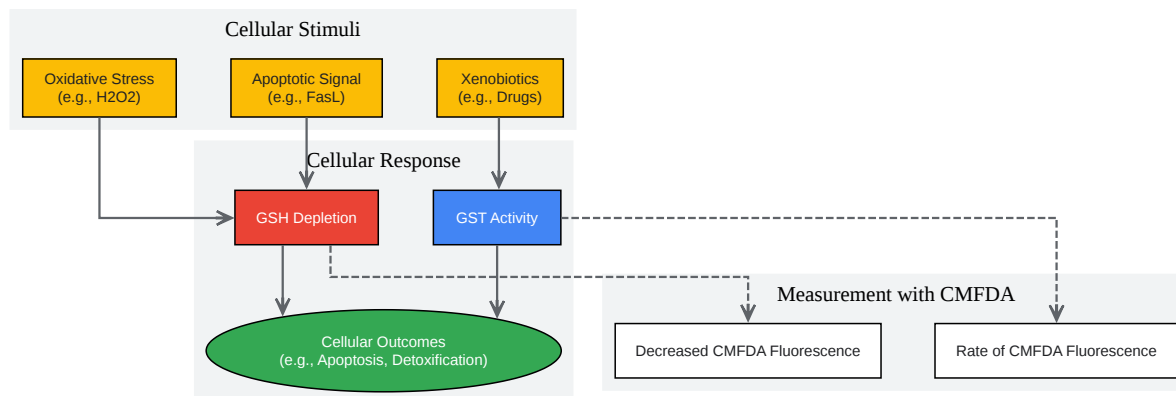 Cellular Stimuli
Oxidative Stress
(e.g., H2O2)
Apoptotic Signal
(e.g., FasL)
Xenobiotics
(e.g., Drugs)
Cellular Response
GSH Depletion
GST Activity
Cellular Outcomes
(e.g., Apoptosis, Detoxification)
Measurement with CMFDA
Decreased CMFDA Fluorescence
Rate of CMFDA Fluorescence